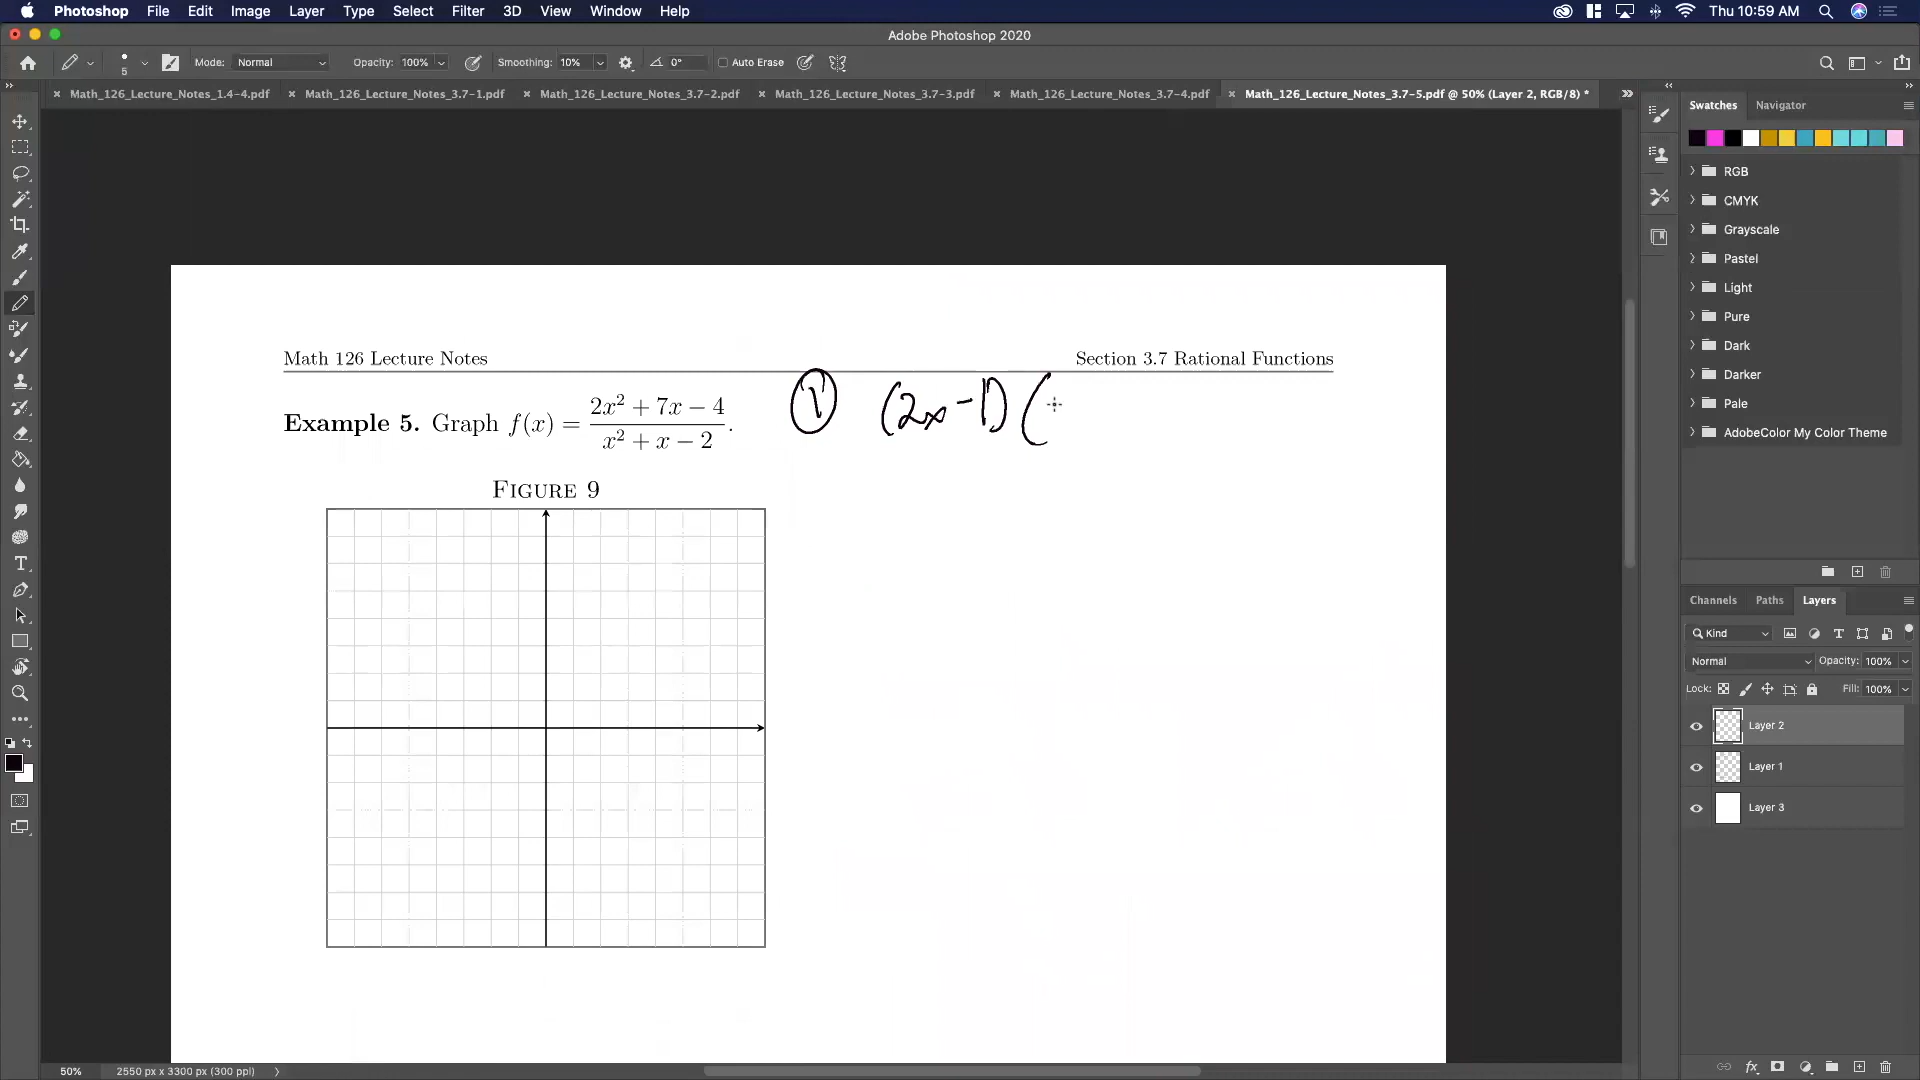 Photoshop File Edit Image Layer Type Select Filter 3D View Window Help Thu 10:59 AM
Adobe Photoshop 2020
5 Mode: Normal Opacity: 100% Smoothing: 10% 0° Auto Erase
Math_126_Lecture_Notes_1.4-4.pdf Math_126_Lecture_Notes_3.7-1.pdf Math_126_Lecture_Notes_3.7-2.pdf Math_126_Lecture_Notes_3.7-3.pdf Math_126_Lecture_Notes_3.7-4.pdf Math_126_Lecture_Notes_3.7-5.pdf @ 50% (Layer 2, RGB/8) *
Math 126 Lecture Notes Section 3.7 Rational Functions
Example 5. Graph f(x) = (2x² + 7x − 4)/(x² + x − 2).
① (2x−1)(
Figure 9
Swatches Navigator
RGB
CMYK
Grayscale
Pastel
Light
Pure
Dark
Darker
Pale
AdobeColor My Color Theme
Channels Paths Layers
Kind
Normal Opacity: 100%
Lock: Fill: 100%
Layer 2
Layer 1
Layer 3
50% 2550 px x 3300 px (300 ppi)